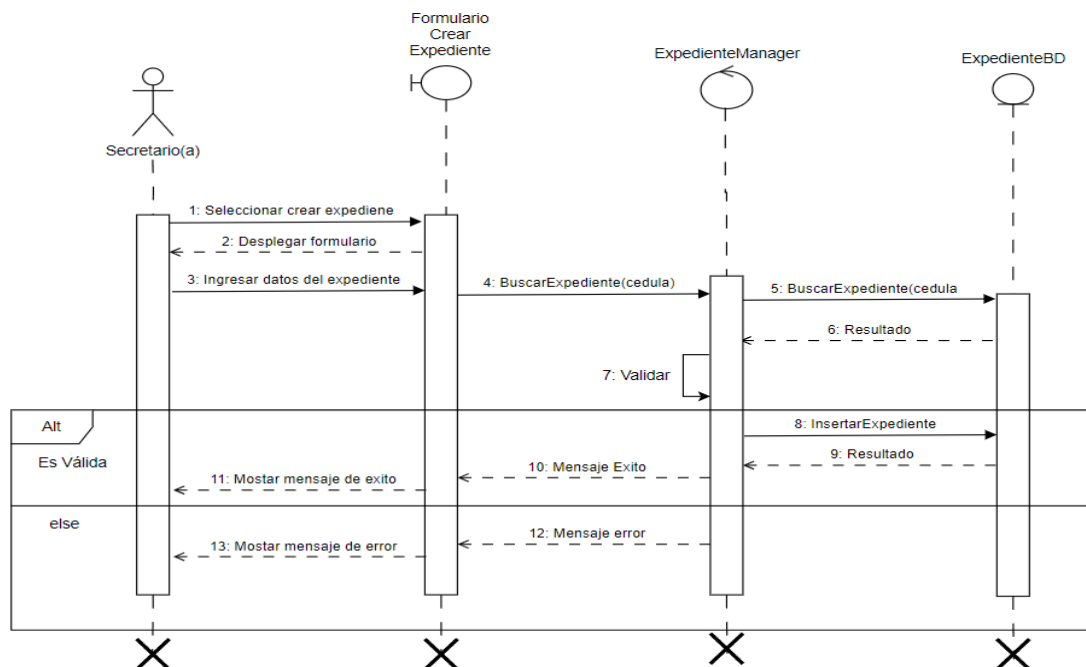 Formulario
Crear
Expediente
ExpedienteManager
ExpedienteBD
Secretario(a)
1: Seleccionar crear expediene
2: Desplegar formulario
3: Ingresar datos del expediente
4: BuscarExpediente(cedula)
5: BuscarExpediente(cedula
6: Resultado
7: Validar
Alt
8: InsertarExpediente
Es Válida
9: Resultado
10: Mensaje Exito
11: Mostar mensaje de exito
else
12: Mensaje error
13: Mostar mensaje de error